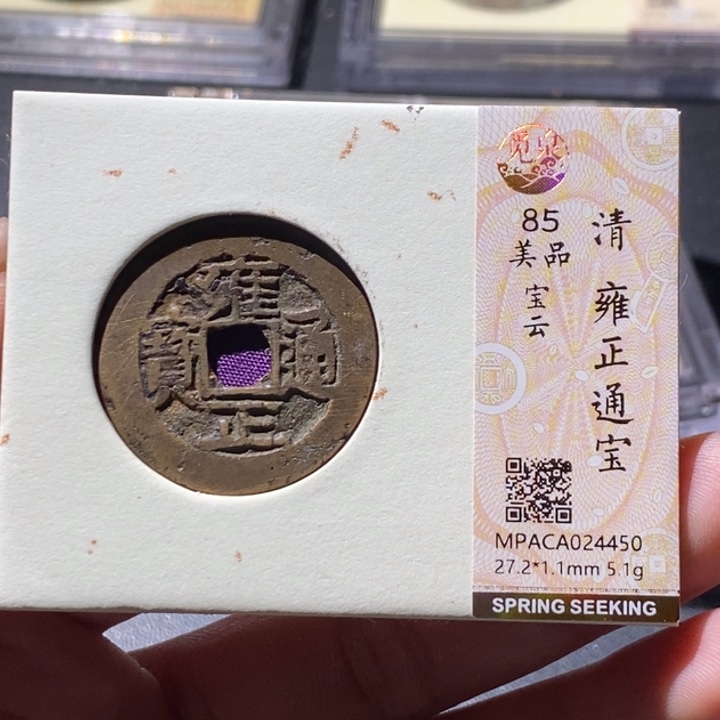 雍正通寳
觅泉
85
美品
宝云
清 雍正通宝
MPACA024450
27.2*1.1mm 5.1g
SPRING SEEKING